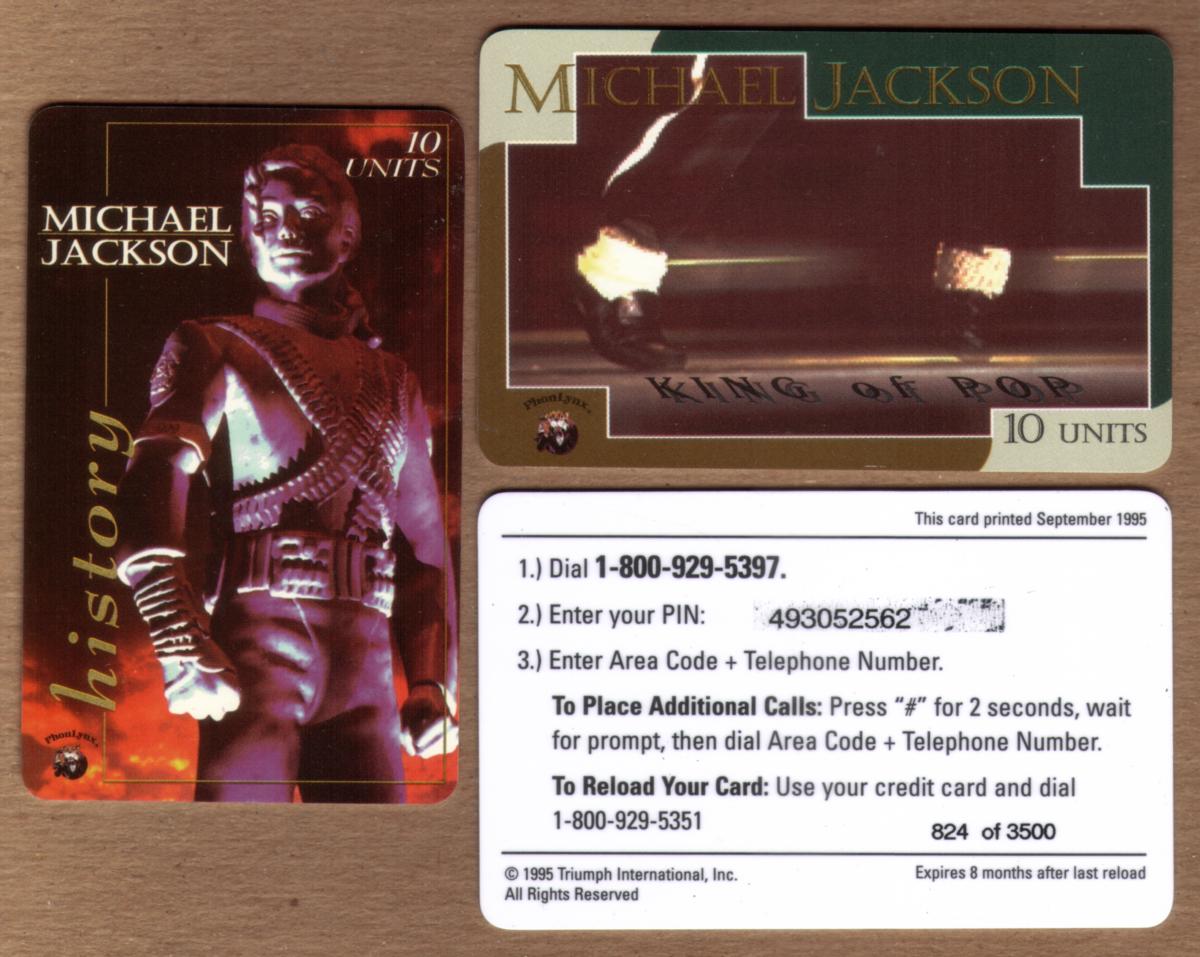 10
UNITS
MICHAEL
JACKSON
history
PhonLynx
MICHAEL JACKSON
KING of POP
PhonLynx
10 UNITS
This card printed September 1995
1.) Dial 1-800-929-5397.
2.) Enter your PIN: 493052562
3.) Enter Area Code + Telephone Number.
To Place Additional Calls: Press “#” for 2 seconds, wait
for prompt, then dial Area Code + Telephone Number.
To Reload Your Card: Use your credit card and dial
1-800-929-5351
824 of 3500
© 1995 Triumph International, Inc.
All Rights Reserved
Expires 8 months after last reload